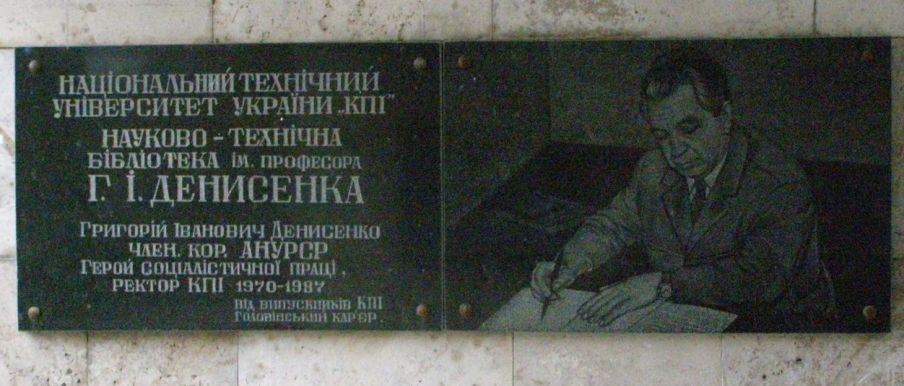 НАЦІОНАЛЬНИЙ ТЕХНІЧНИЙ
УНІВЕРСИТЕТ УКРАЇНИ „КПІ"
НАУКОВО - ТЕХНІЧНА
БІБЛІОТЕКА ІМ. ПРОФЕСОРА
Г. І. ДЕНИСЕНКА
ГРИГОРІЙ ІВАНОВИЧ ДЕНИСЕНКО
ЧЛЕН. КОР. АНУРСР
ГЕРОЙ СОЦІАЛІСТИЧНОЇ ПРАЦІ,
РЕКТОР КПІ 1970-1987
ВІД ВИПУСКНИКІВ КПІ
ГОЛОВІНСЬКИЙ КАР'ЄР